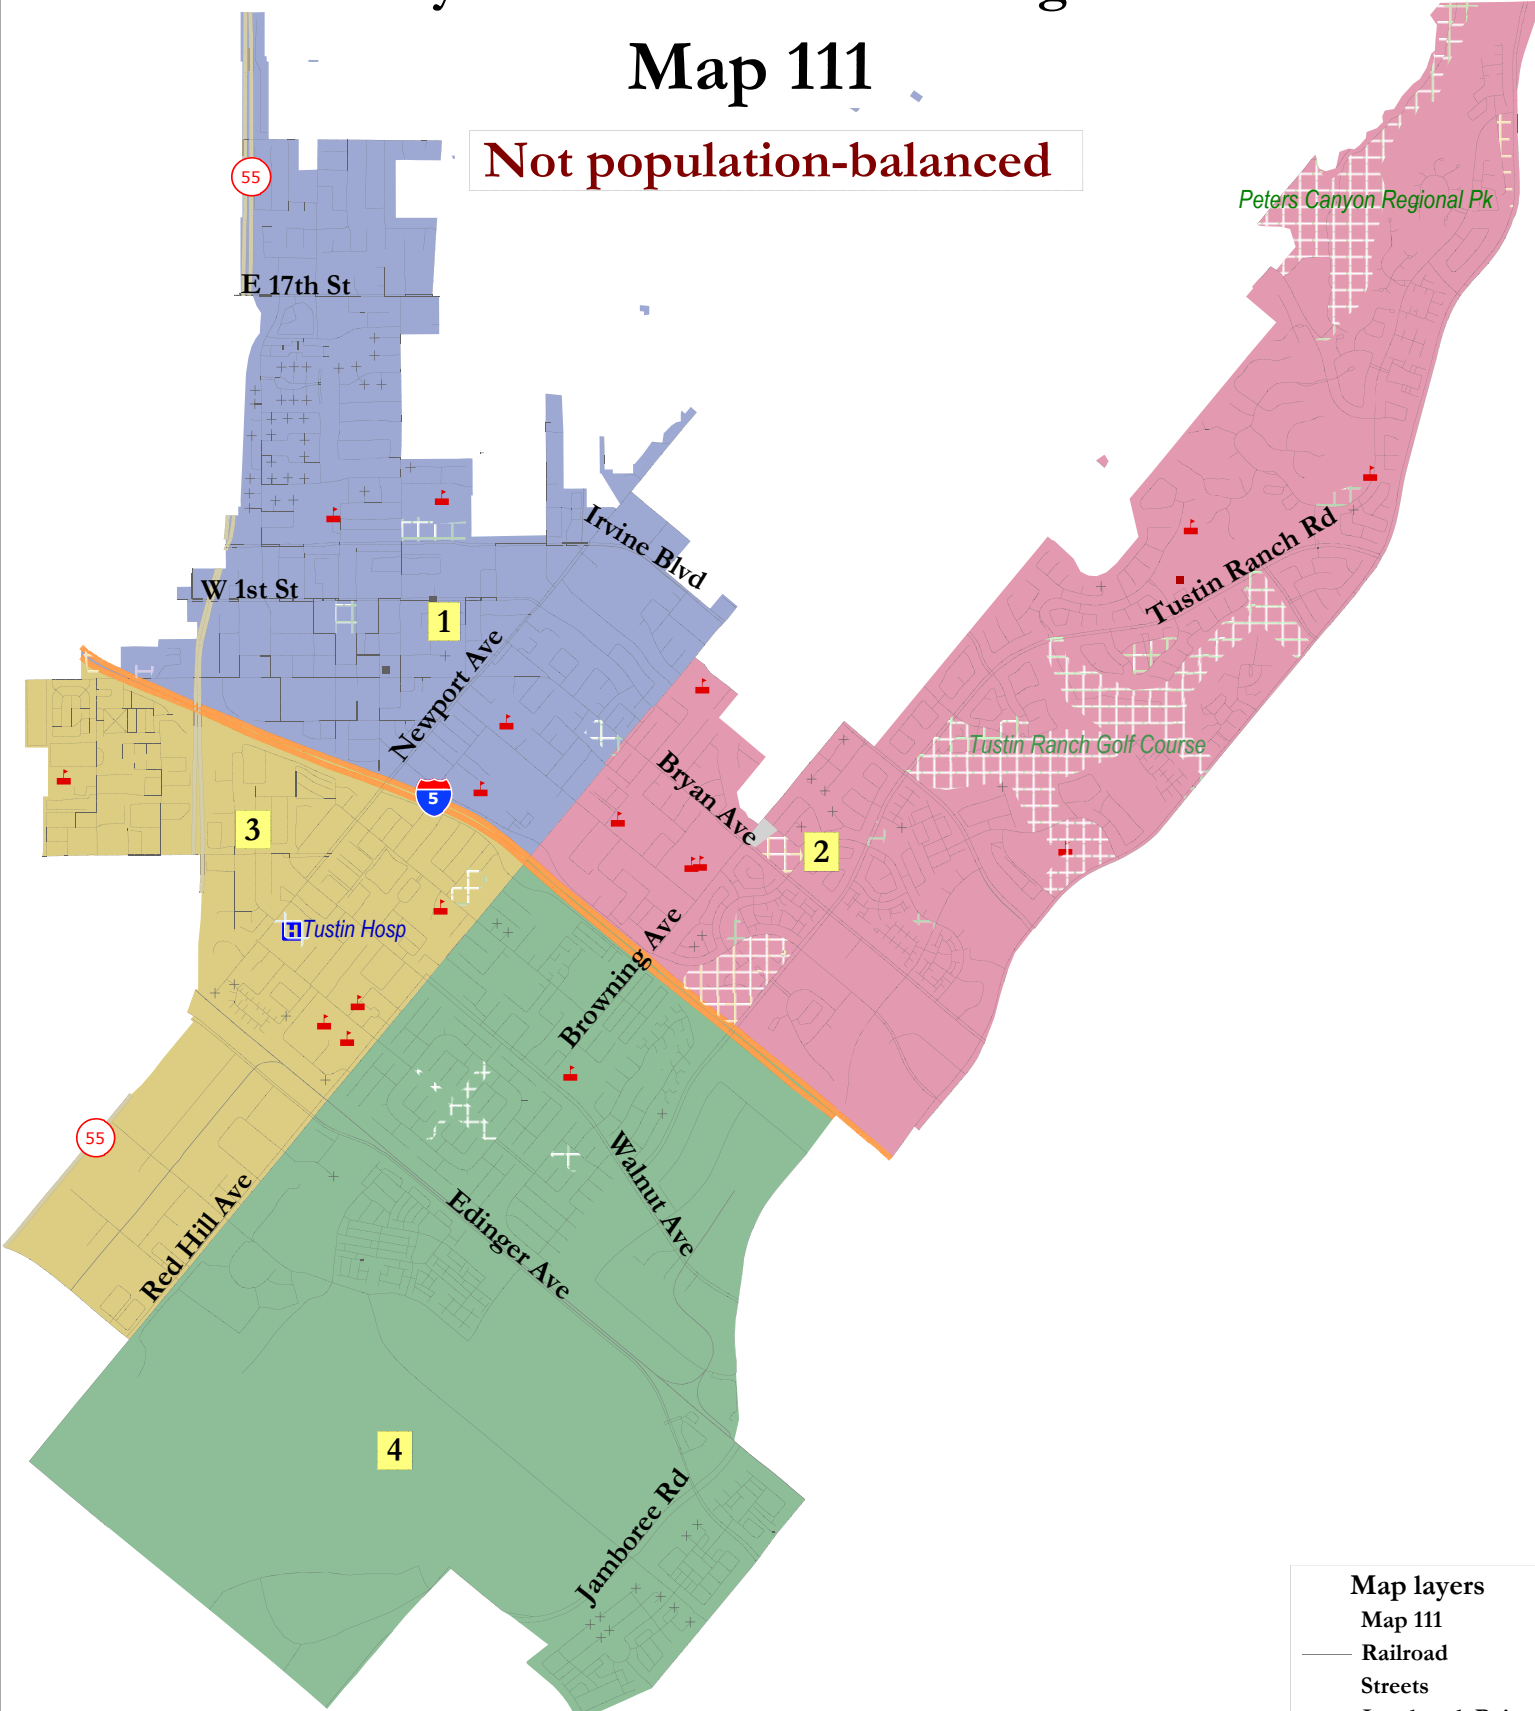 Map 111
Not population-balanced
55
Peters Canyon Regional Pk
E 17th St
Irvine Blvd
Tustin Ranch Rd
W 1st St
1
Newport Ave
Tustin Ranch Golf Course
Bryan Ave
5
3
2
Tustin Hosp
H
Browning Ave
55
Walnut Ave
Red Hill Ave
Edinger Ave
4
Jamboree Rd
Map layers
Map 111
Railroad
Streets